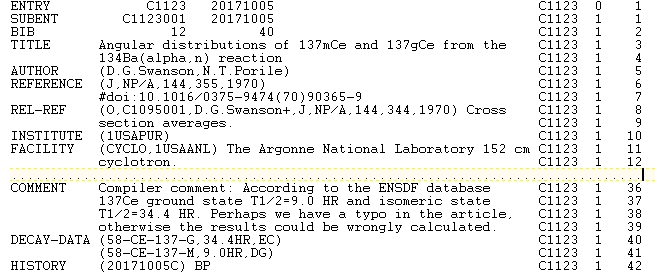 ENTRY            C1123   20171005                             C1123  0    1
SUBENT        C1123001   20171005                             C1123  1    1
BIB                 12         40                             C1123  1    2
TITLE      Angular distributions of 137mCe and 137gCe from the C1123  1    3
           134Ba(alpha,n) reaction                            C1123  1    4
AUTHOR     (D.G.Swanson,N.T.Porile)                           C1123  1    5
REFERENCE  (J,NP/A,144,355,1970)                              C1123  1    6
           #doi:10.1016/0375-9474(70)90365-9                  C1123  1    7
REL-REF    (O,C1095001,D.G.Swanson+,J,NP/A,144,344,1970) Cross C1123  1    8
           section averages.                                  C1123  1    9
INSTITUTE  (1USAPUR)                                          C1123  1   10
FACILITY   (CYCLO,1USAANL) The Argonne National Laboratory 152 cm C1123  1   11
           cyclotron.                                         C1123  1   12
COMMENT    Compiler comment: According to the ENSDF database  C1123  1   36
           137Ce ground state T1/2=9.0 HR and isomeric state  C1123  1   37
           T1/2=34.4 HR. Perhaps we have a typo in the article, C1123  1   38
           otherwise the results could be wrongly calculated. C1123  1   39
DECAY-DATA (58-CE-137-G,34.4HR,EC)                            C1123  1   40
           (58-CE-137-M,9.0HR,DG)                             C1123  1   41
HISTORY    (20171005C) BP                                     C1123  1   42